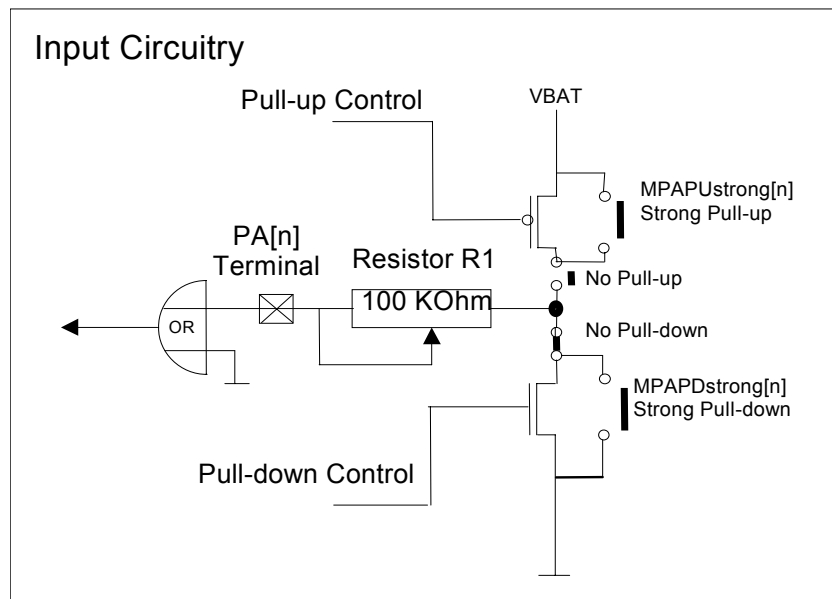 Input Circuitry
Pull-up Control
VBAT
MPAPUstrong[n]
Strong Pull-up
PA[n]
Terminal
Resistor R1
100 KOhm
No Pull-up
OR
No Pull-down
MPAPDstrong[n]
Strong Pull-down
Pull-down Control